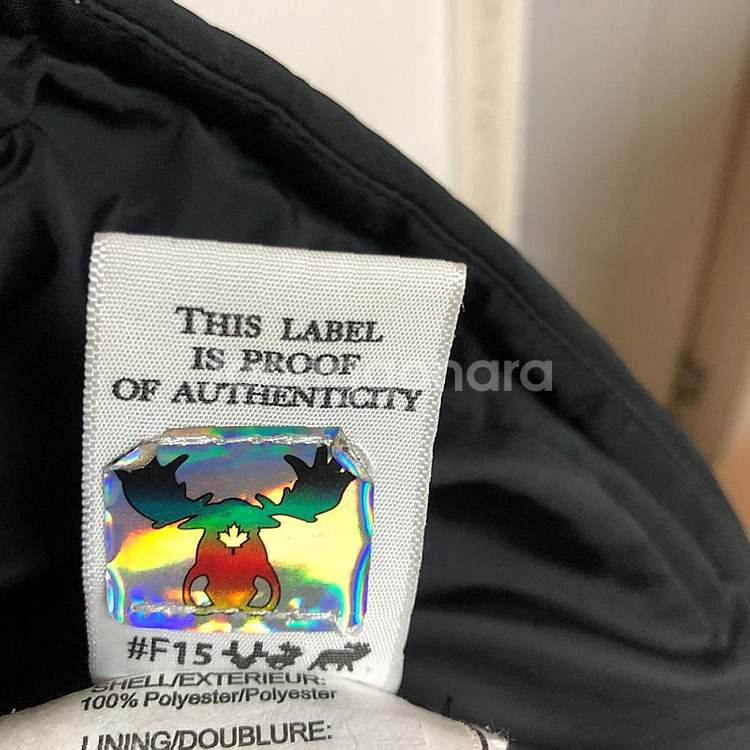 THIS LABEL
IS PROOF
OF AUTHENTICITY
#F15
SHELL/EXTERIEUR:
100% Polyester/Polyester
LINING/DOUBLURE: